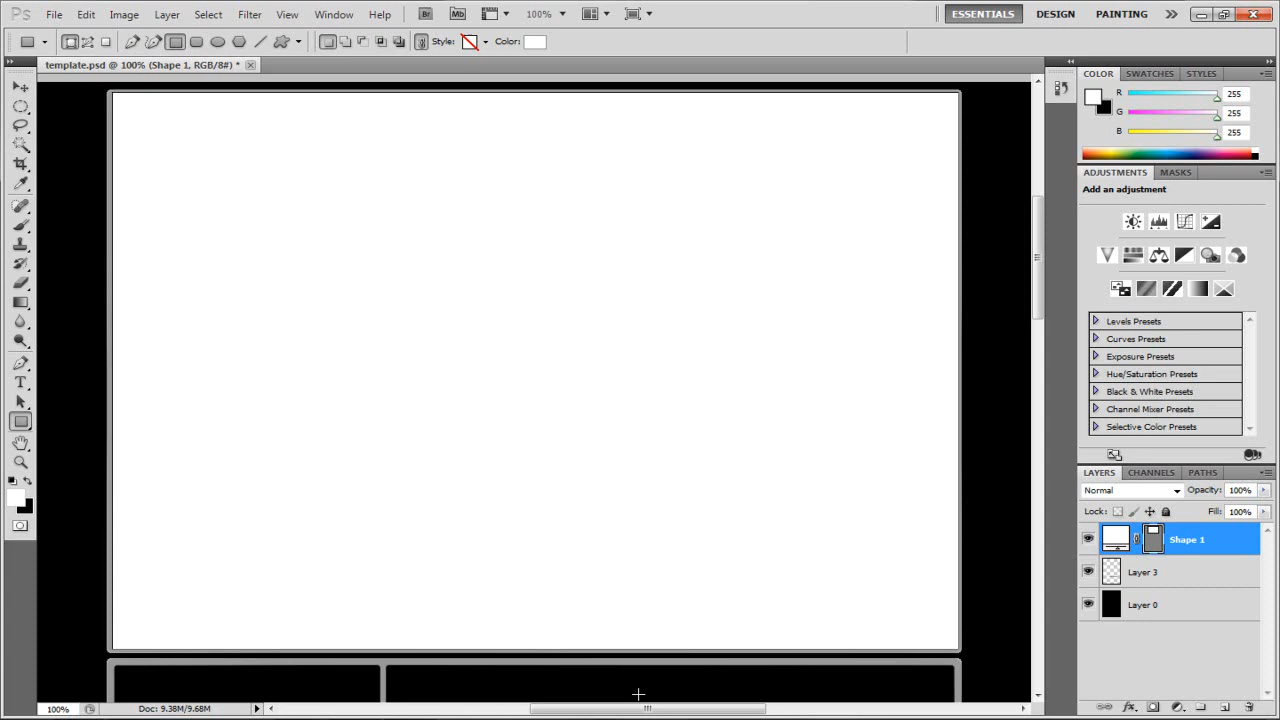 Ps File Edit Image Layer Select Filter View Window Help Br Mb 100% ESSENTIALS DESIGN PAINTING
Style: Color:
template.psd @ 100% (Shape 1, RGB/8#) *
COLOR SWATCHES STYLES
R 255
G 255
B 255
ADJUSTMENTS MASKS
Add an adjustment
Levels Presets
Curves Presets
Exposure Presets
Hue/Saturation Presets
Black & White Presets
Channel Mixer Presets
Selective Color Presets
LAYERS CHANNELS PATHS
Normal Opacity: 100%
Lock: Fill: 100%
Shape 1
Layer 3
Layer 0
100% Doc: 9.38M/9.68M